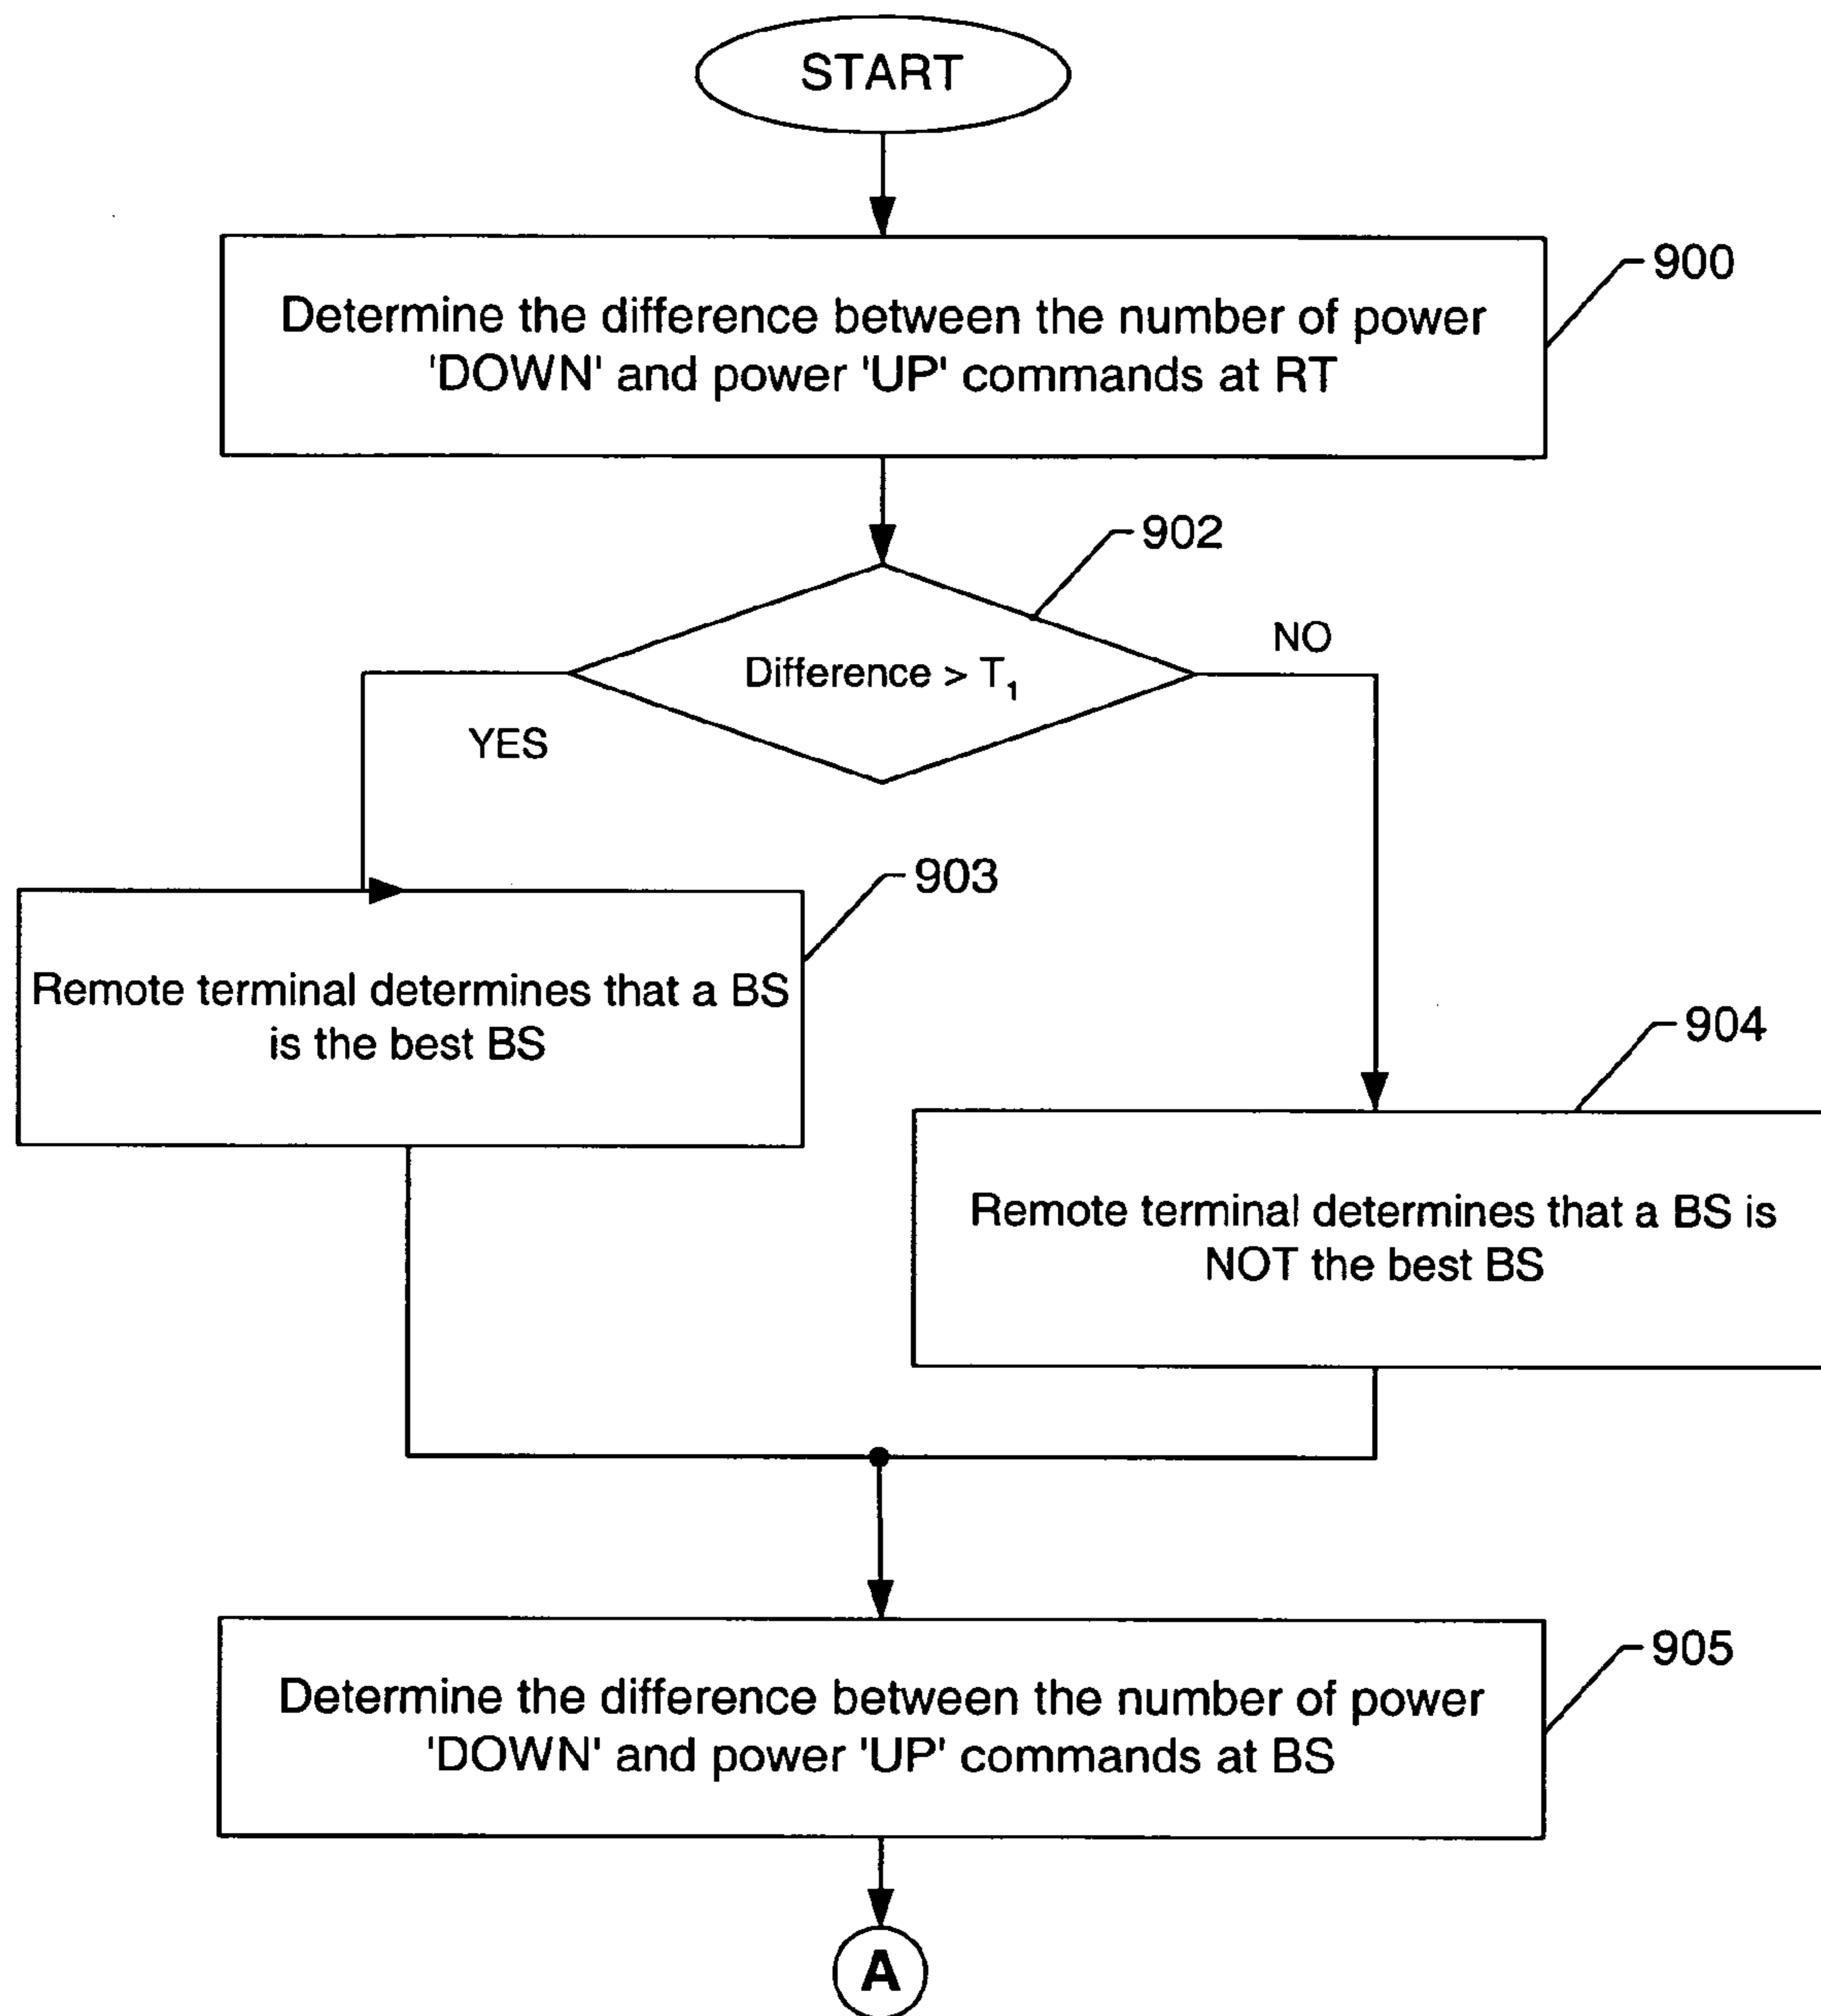 START
900
Determine the difference between the number of power
'DOWN' and power 'UP' commands at RT
902
NO
Difference > T₁
YES
903
Remote terminal determines that a BS
is the best BS
904
Remote terminal determines that a BS is
NOT the best BS
905
Determine the difference between the number of power
'DOWN' and power 'UP' commands at BS
A